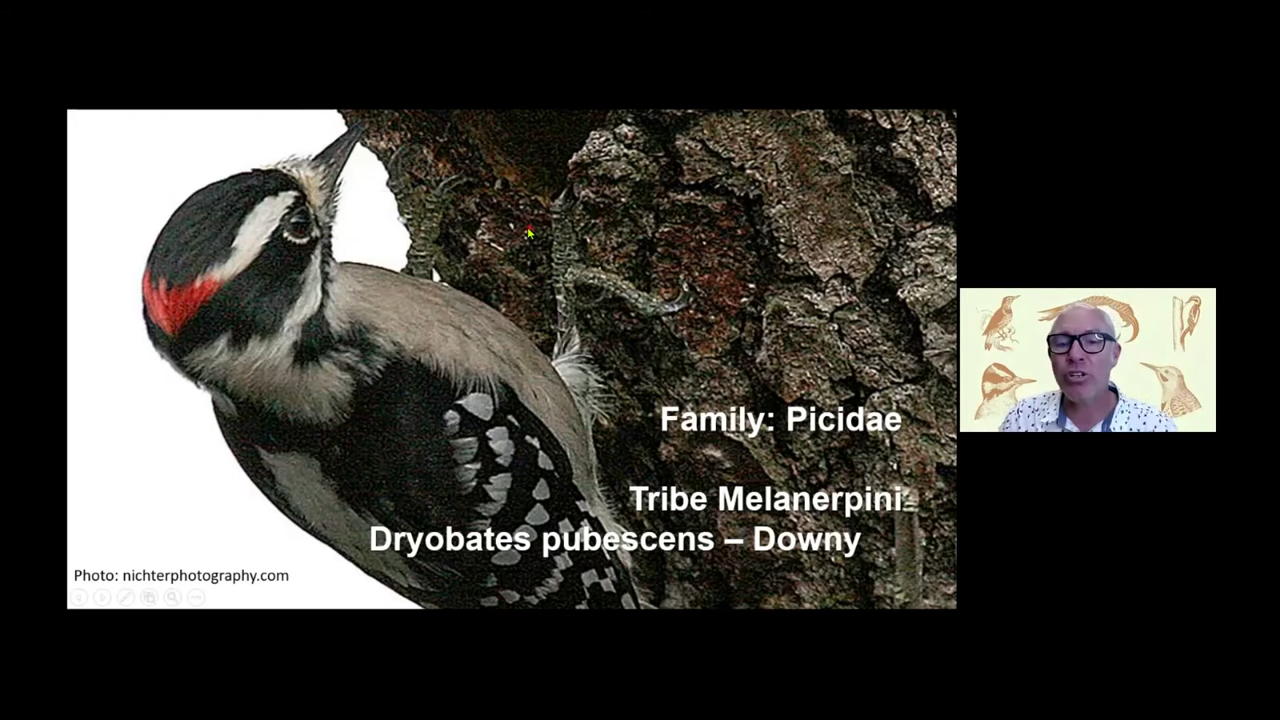 Family: Picidae
Tribe Melanerpini
Dryobates pubescens – Downy
Photo: nichterphotography.com